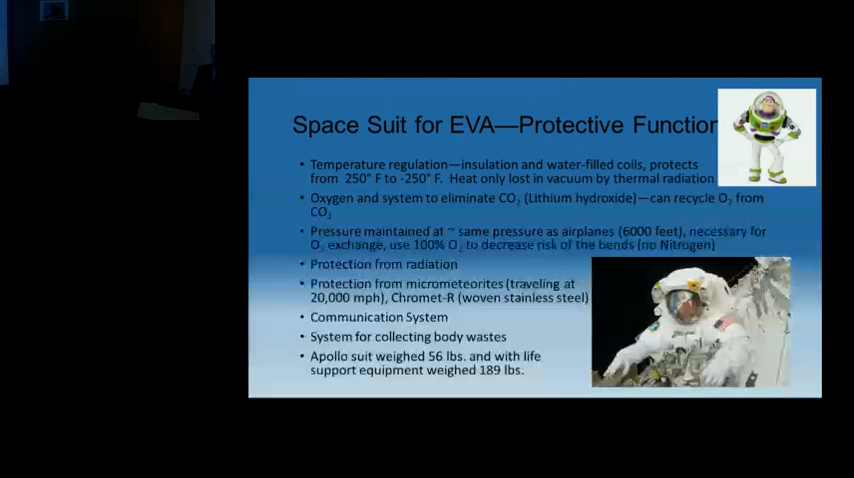 Space Suit for EVA—Protective Function
• Temperature regulation—insulation and water-filled coils, protects
from 250° F to -250° F. Heat only lost in vacuum by thermal radiation
• Oxygen and system to eliminate CO₂ (Lithium hydroxide)—can recycle O₂ from
CO₂
• Pressure maintained at ~ same pressure as airplanes (6000 feet), necessary for
O₂ exchange, use 100% O₂ to decrease risk of the bends (no Nitrogen)
• Protection from radiation
• Protection from micrometeorites (traveling at
20,000 mph), Chromet-R (woven stainless steel)
• Communication System
• System for collecting body wastes
• Apollo suit weighed 56 lbs. and with life
support equipment weighed 189 lbs.